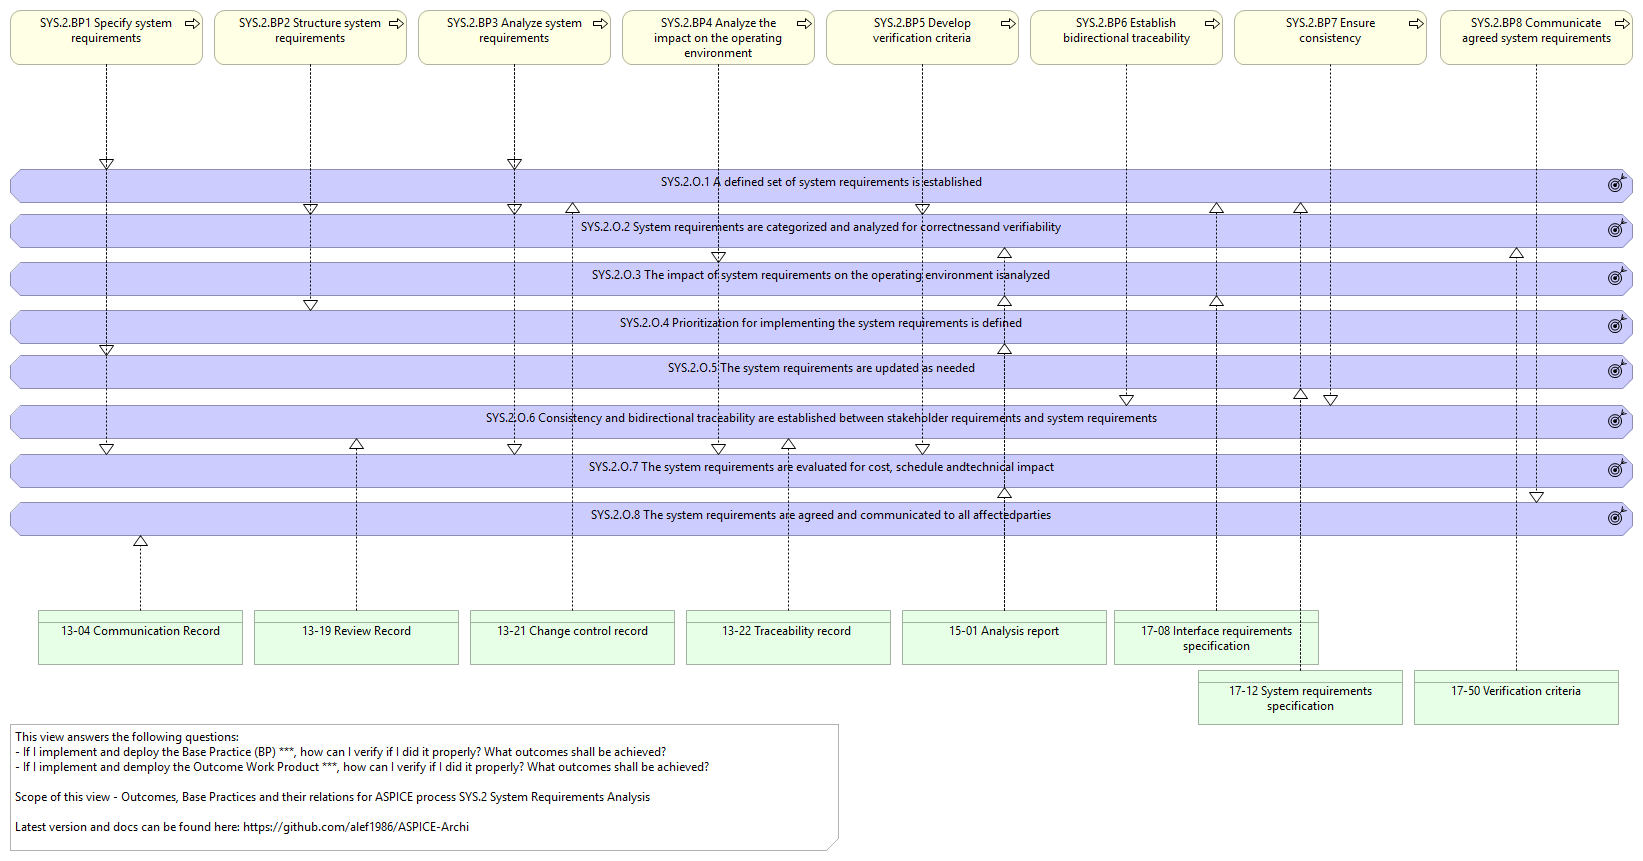 SYS.2.BP1 Specify system
requirements
SYS.2.BP2 Structure system
requirements
SYS.2.BP3 Analyze system
requirements
SYS.2.BP4 Analyze the
impact on the operating
environment
SYS.2.BP5 Develop
verification criteria
SYS.2.BP6 Establish
bidirectional traceability
SYS.2.BP7 Ensure
consistency
SYS.2.BP8 Communicate
agreed system requirements
SYS.2.O.1 A defined set of system requirements is established
SYS.2.O.2 System requirements are categorized and analyzed for correctnessand verifiability
SYS.2.O.3 The impact of system requirements on the operating environment isanalyzed
SYS.2.O.4 Prioritization for implementing the system requirements is defined
SYS.2.O.5 The system requirements are updated as needed
SYS.2.O.6 Consistency and bidirectional traceability are established between stakeholder requirements and system requirements
SYS.2.O.7 The system requirements are evaluated for cost, schedule andtechnical impact
SYS.2.O.8 The system requirements are agreed and communicated to all affectedparties
13-04 Communication Record
13-19 Review Record
13-21 Change control record
13-22 Traceability record
15-01 Analysis report
17-08 Interface requirements
specification
17-12 System requirements
specification
17-50 Verification criteria
This view answers the following questions:
- If I implement and deploy the Base Practice (BP) ***, how can I verify if I did it properly? What outcomes shall be achieved?
- If I implement and demploy the Outcome Work Product ***, how can I verify if I did it properly? What outcomes shall be achieved?
Scope of this view - Outcomes, Base Practices and their relations for ASPICE process SYS.2 System Requirements Analysis
Latest version and docs can be found here: https://github.com/alef1986/ASPICE-Archi